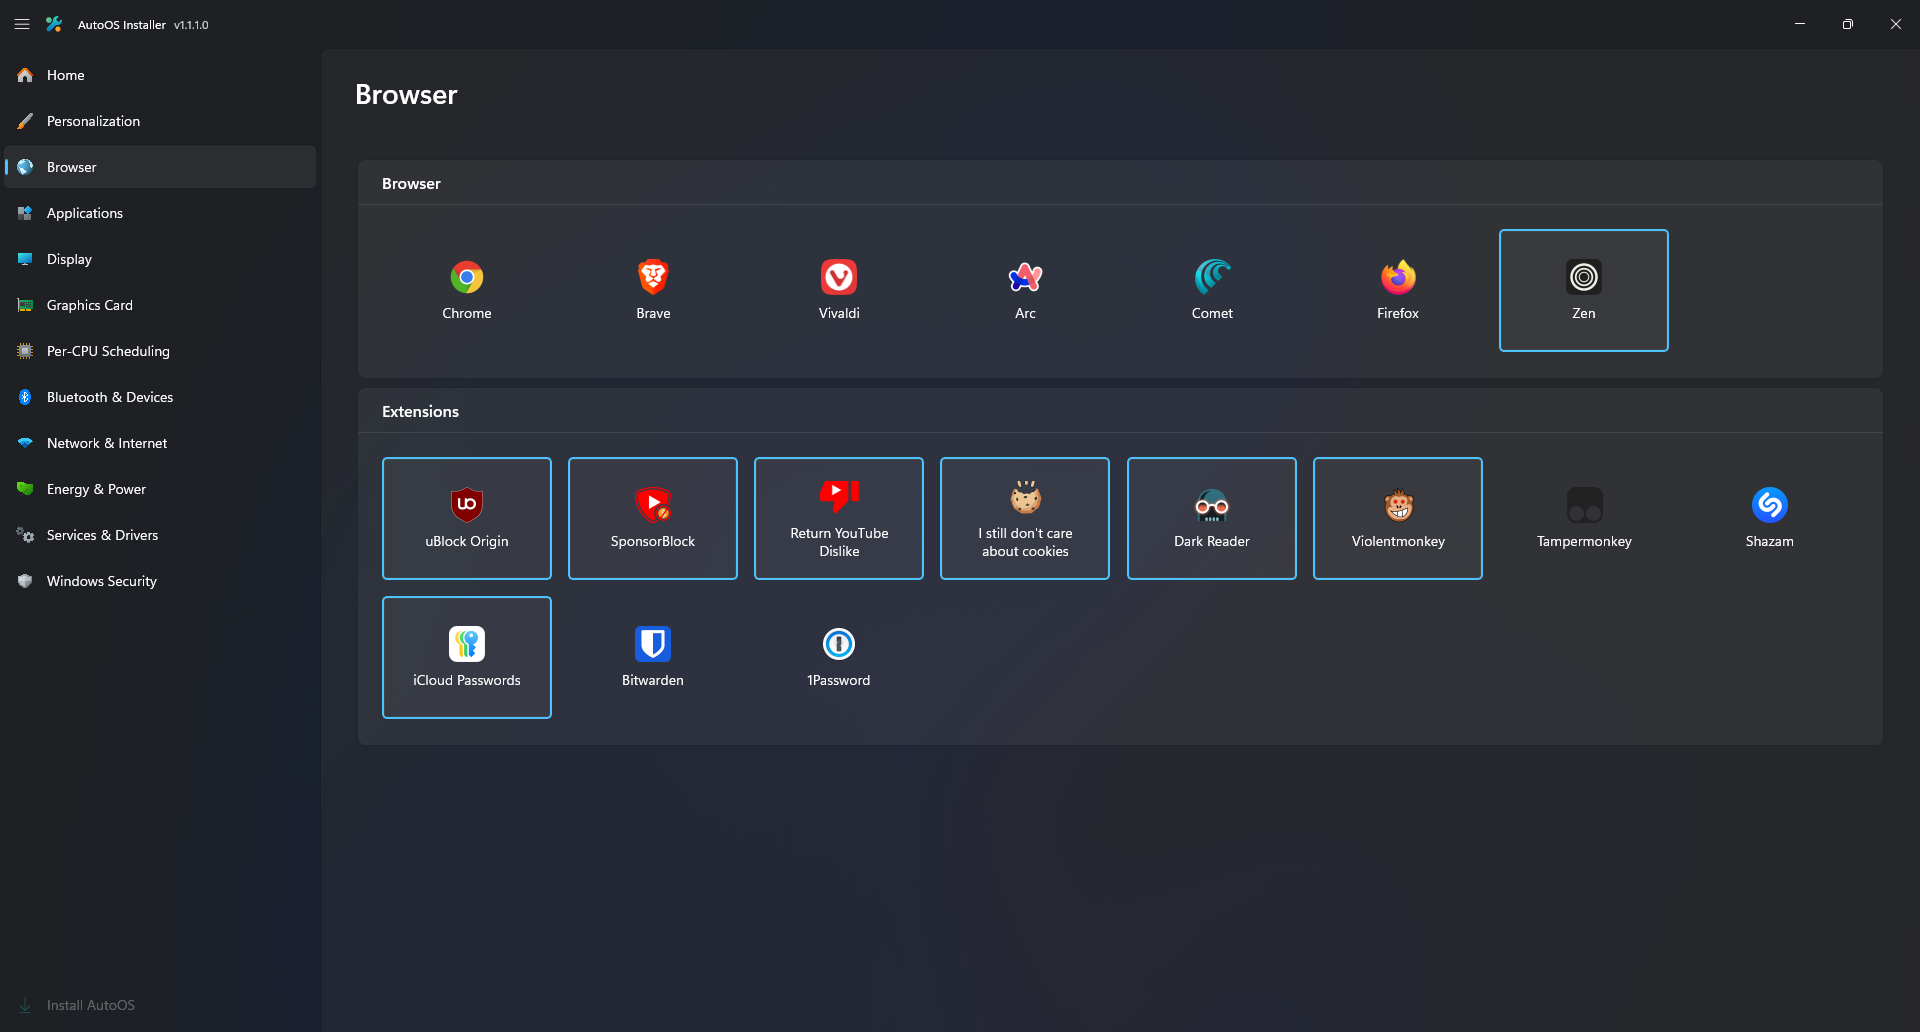 AutoOS Installer v1.1.1.0
Home
Personalization
Browser
Applications
Display
Graphics Card
Per-CPU Scheduling
Bluetooth & Devices
Network & Internet
Energy & Power
Services & Drivers
Windows Security
Install AutoOS
Browser
Browser
Chrome
Brave
Vivaldi
Arc
Comet
Firefox
Zen
Extensions
uBlock Origin
SponsorBlock
Return YouTube
Dislike
I still don't care
about cookies
Dark Reader
Violentmonkey
Tampermonkey
Shazam
iCloud Passwords
Bitwarden
1Password